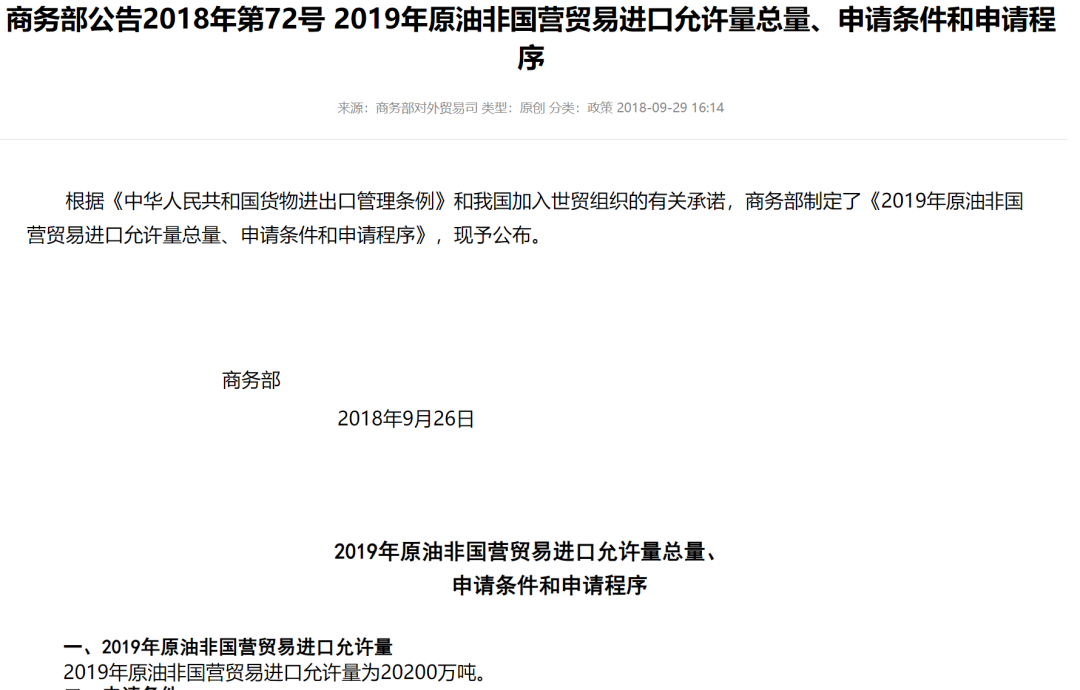 商务部公告2018年第72号 2019年原油非国营贸易进口允许量总量、申请条件和申请程
序
来源：商务部对外贸易司 类型：原创 分类：政策 2018-09-29 16:14
根据《中华人民共和国货物进出口管理条例》和我国加入世贸组织的有关承诺，商务部制定了《2019年原油非国
营贸易进口允许量总量、申请条件和申请程序》，现予公布。
商务部
2018年9月26日
2019年原油非国营贸易进口允许量总量、
申请条件和申请程序
一、2019年原油非国营贸易进口允许量
2019年原油非国营贸易进口允许量为20200万吨。